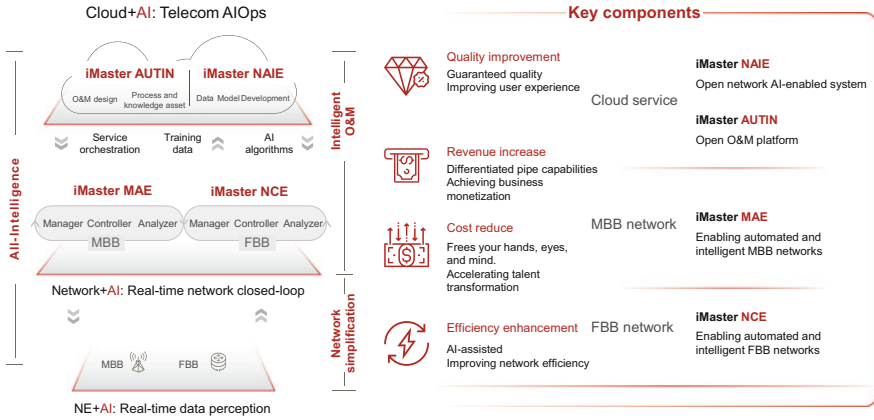 Cloud+AI: Telecom AIOps
iMaster AUTIN
iMaster NAIE
O&M design
Process and
knowledge asset
Data Model Development
Service
orchestration
Training
data
AI
algorithms
iMaster MAE
iMaster NCE
Manager Controller Analyzer
MBB
Manager Controller Analyzer
FBB
Network+AI: Real-time network closed-loop
MBB
FBB
NE+AI: Real-time data perception
All-Intelligence
Intelligent
O&M
Network
simplification
Key components
Quality improvement
Guaranteed quality
Improving user experience
Revenue increase
Differentiated pipe capabilities
Achieving business
monetization
Cost reduce
Frees your hands, eyes,
and mind.
Accelerating talent
transformation
Efficiency enhancement
AI-assisted
Improving network efficiency
Cloud service
iMaster NAIE
Open network AI-enabled system
iMaster AUTIN
Open O&M platform
MBB network
iMaster MAE
Enabling automated and
intelligent MBB networks
FBB network
iMaster NCE
Enabling automated and
intelligent FBB networks